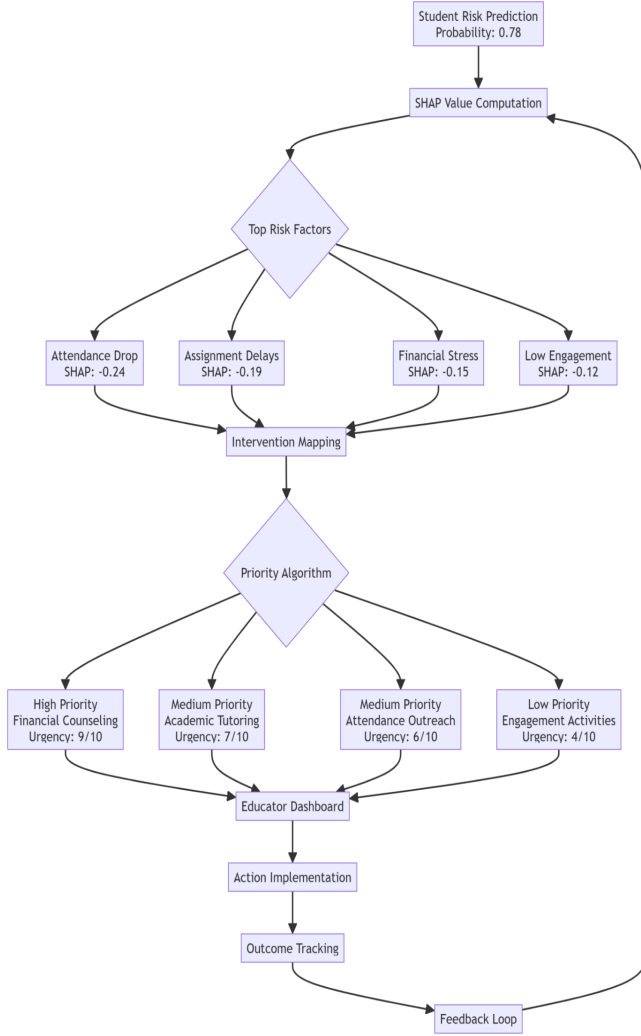 Student Risk Prediction
Probability: 0.78
SHAP Value Computation
Top Risk Factors
Attendance Drop
SHAP: -0.24
Assignment Delays
SHAP: -0.19
Financial Stress
SHAP: -0.15
Low Engagement
SHAP: -0.12
Intervention Mapping
Priority Algorithm
High Priority
Financial Counseling
Urgency: 9/10
Medium Priority
Academic Tutoring
Urgency: 7/10
Medium Priority
Attendance Outreach
Urgency: 6/10
Low Priority
Engagement Activities
Urgency: 4/10
Educator Dashboard
Action Implementation
Outcome Tracking
Feedback Loop